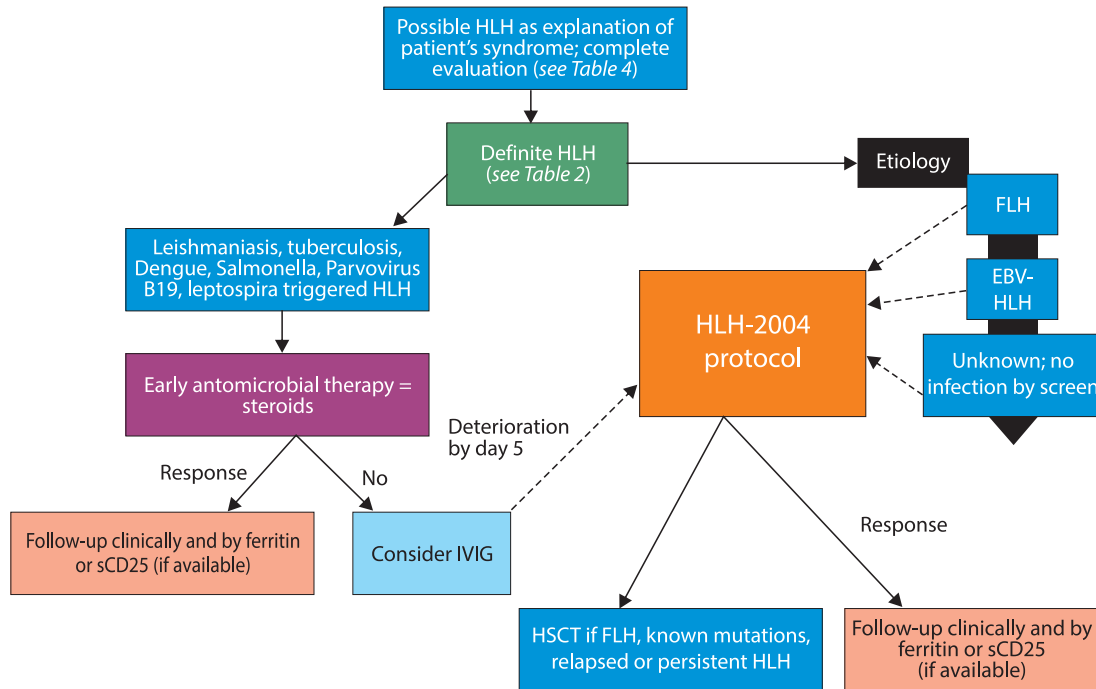 Possible HLH as explanation of
patient's syndrome; complete
evaluation (see Table 4)
Definite HLH
(see Table 2)
Etiology
FLH
EBV-
HLH
Unknown; no
infection by screen
Leishmaniasis, tuberculosis,
Dengue, Salmonella, Parvovirus
B19, leptospira triggered HLH
HLH-2004
protocol
Early antomicrobial therapy =
steroids
Deterioration
by day 5
Response
No
Follow-up clinically and by ferritin
or sCD25 (if available)
Consider IVIG
Response
HSCT if FLH, known mutations,
relapsed or persistent HLH
Follow-up clinically and by
ferritin or sCD25
(if available)